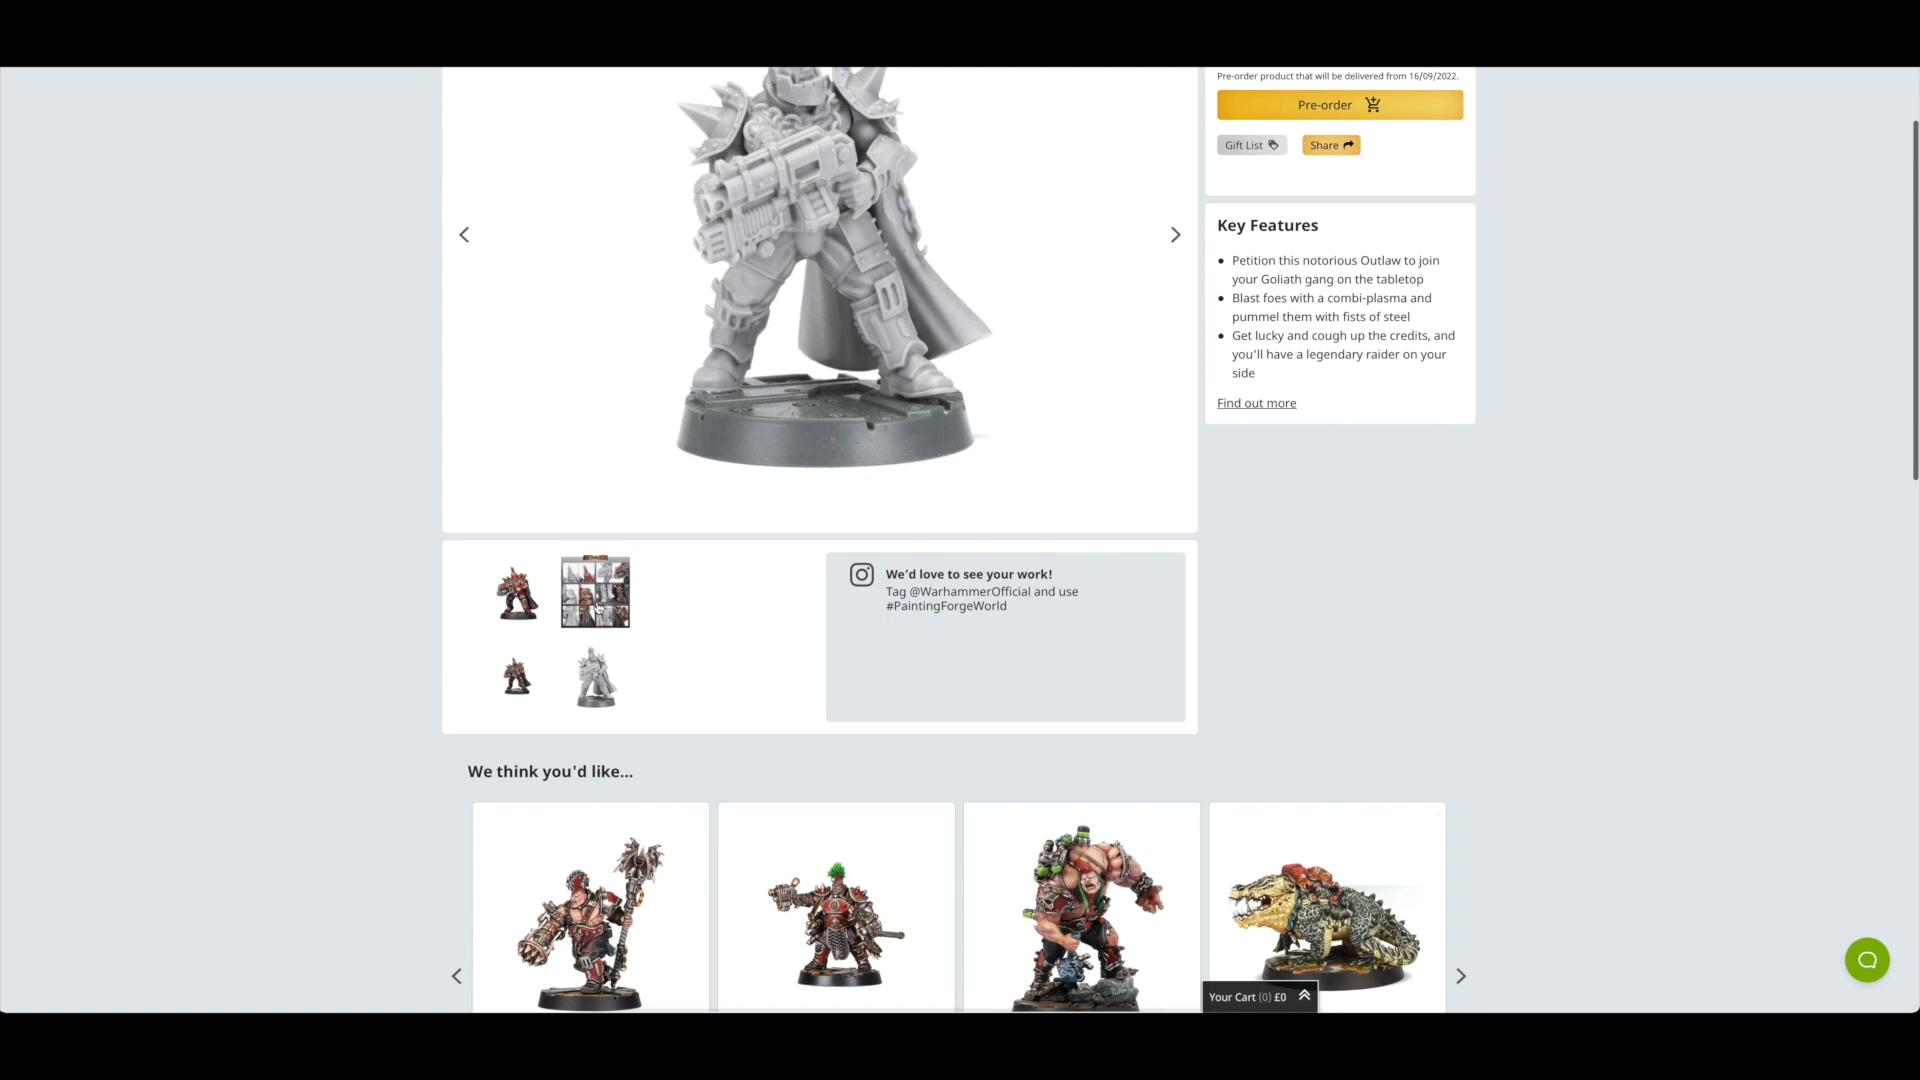 Pre-order product that will be delivered from 16/09/2022.
Pre-order
Gift List
Share
Key Features
Petition this notorious Outlaw to join
your Goliath gang on the tabletop
Blast foes with a combi-plasma and
pummel them with fists of steel
Get lucky and cough up the credits, and
you'll have a legendary raider on your
side
Find out more
We'd love to see your work!
Tag @WarhammerOfficial and use
#PaintingForgeWorld
We think you'd like...
Your Cart (0) £0